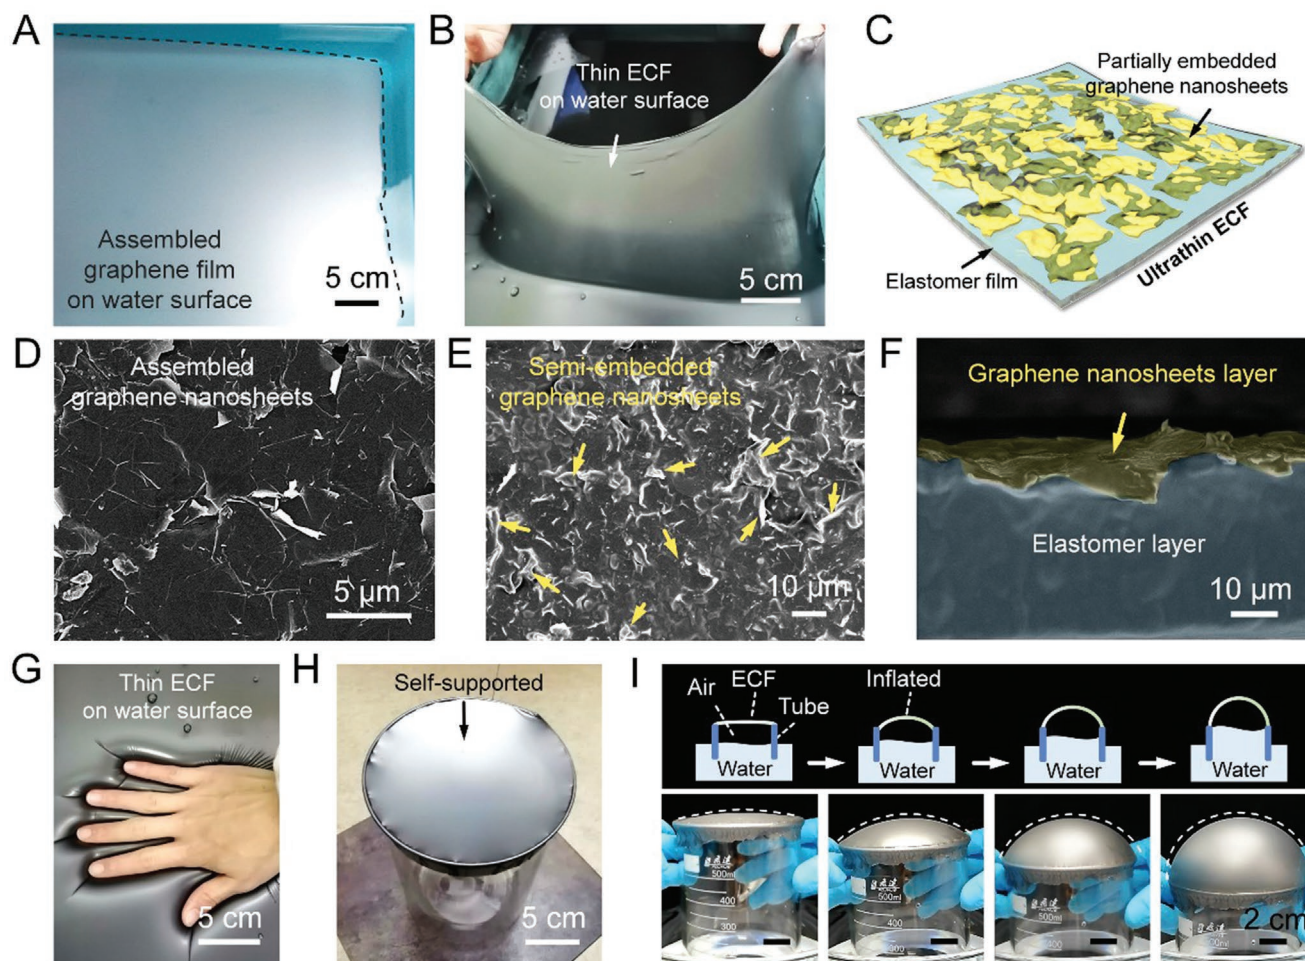 A
Assembled
graphene film
on water surface
5 cm
B
Thin ECF
on water surface
5 cm
C
Partially embedded
graphene nanosheets
Elastomer film
Ultrathin ECF
D
Assembled
graphene nanosheets
5 μm
E
Semi-embedded
graphene nanosheets
10 μm
F
Graphene nanosheets layer
Elastomer layer
10 μm
G
Thin ECF
on water surface
5 cm
H
Self-supported
5 cm
I
Air
ECF
Tube
Water
Inflated
Water
Water
Water
500ml
400
300
500ml
400
500ml
400
2 cm